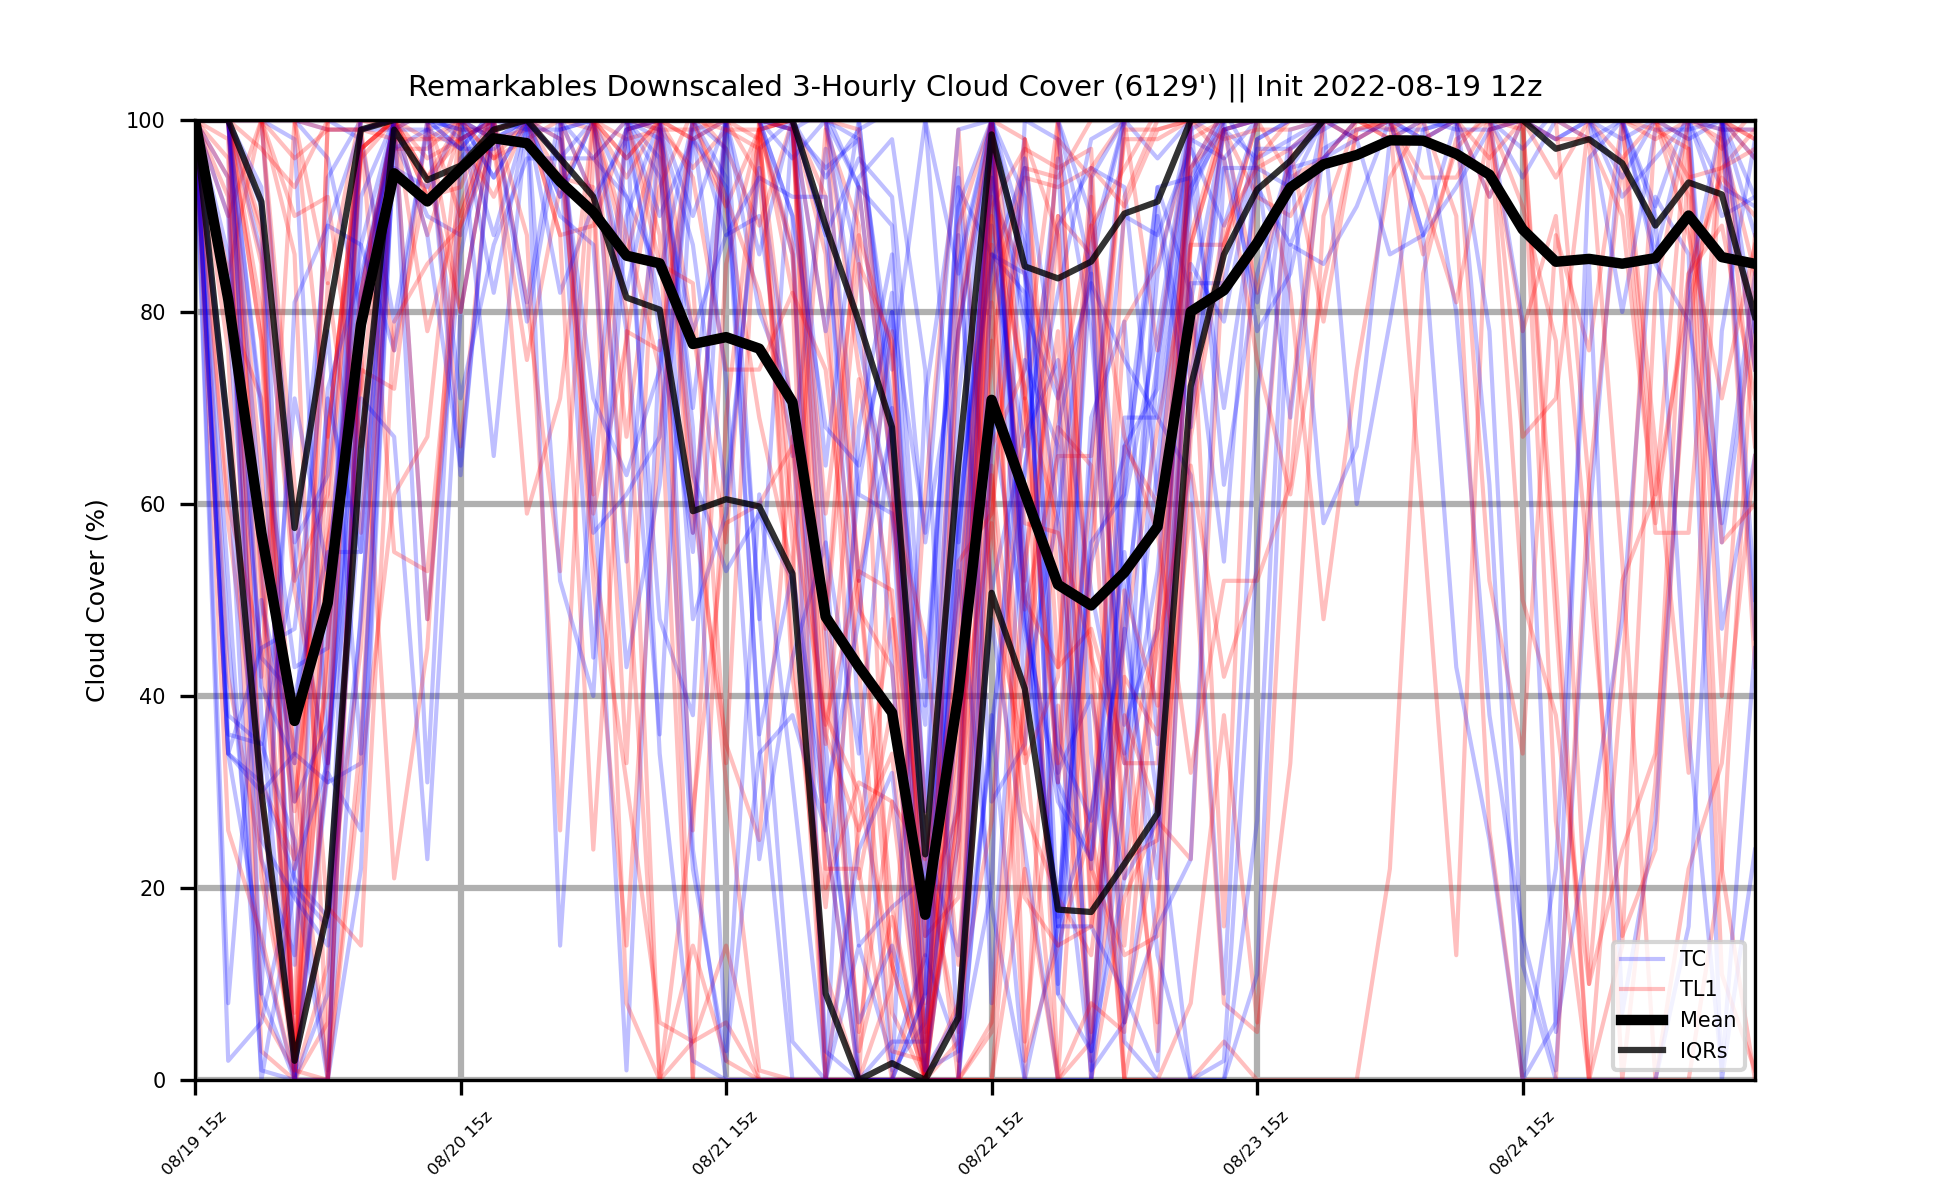 Remarkables Downscaled 3-Hourly Cloud Cover (6129') || Init 2022-08-19 12z
Cloud Cover (%)
100
80
60
40
20
0
TC
TL1
Mean
IQRs
08/19 15z
08/20 15z
08/21 15z
08/22 15z
08/23 15z
08/24 15z